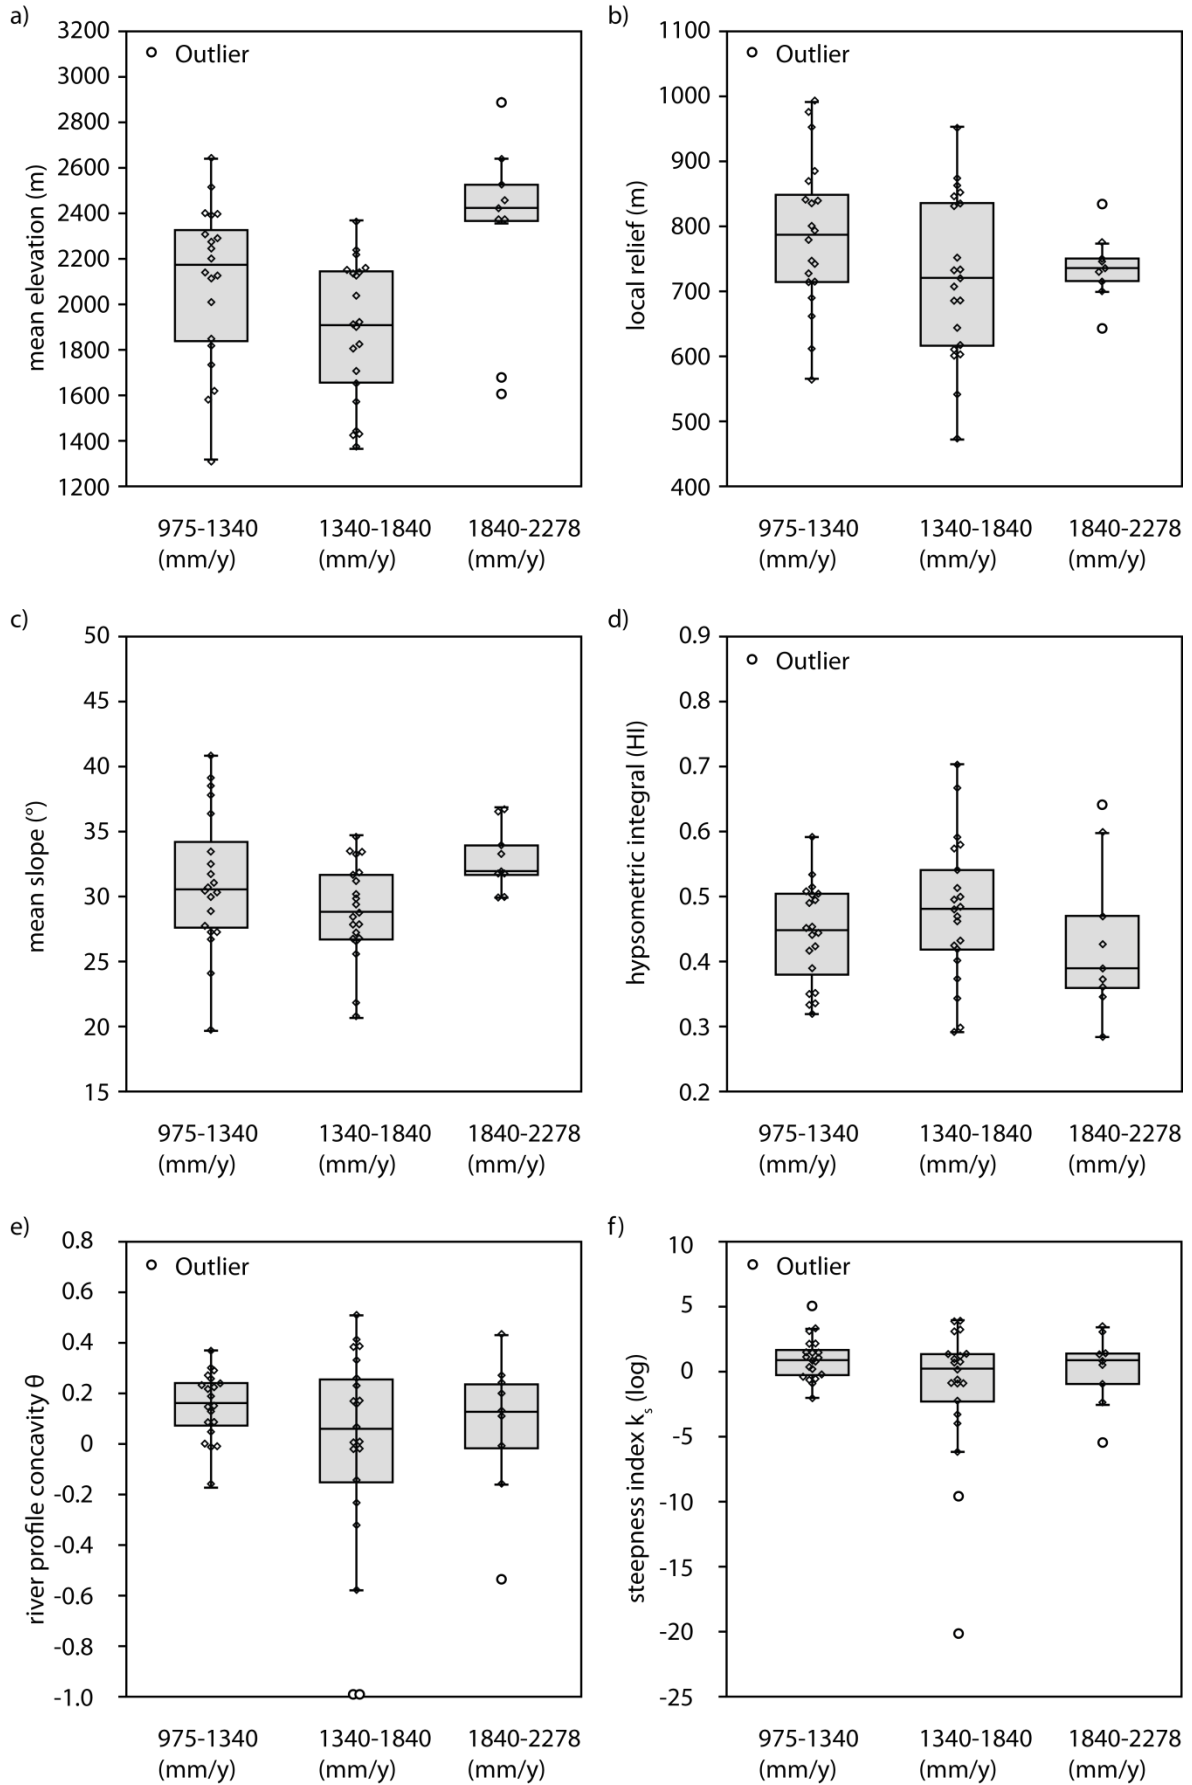 a)
3200
3000
2800
2600
2400
2200
2000
1800
1600
1400
1200
mean elevation (m)
Outlier
975-1340 (mm/y)
1340-1840 (mm/y)
1840-2278 (mm/y)
b)
1100
1000
900
800
700
600
500
400
local relief (m)
Outlier
975-1340 (mm/y)
1340-1840 (mm/y)
1840-2278 (mm/y)
c)
50
45
40
35
30
25
20
15
mean slope (°)
975-1340 (mm/y)
1340-1840 (mm/y)
1840-2278 (mm/y)
d)
0.9
0.8
0.7
0.6
0.5
0.4
0.3
0.2
hypsometric integral (HI)
Outlier
975-1340 (mm/y)
1340-1840 (mm/y)
1840-2278 (mm/y)
e)
0.8
0.6
0.4
0.2
0
-0.2
-0.4
-0.6
-0.8
-1.0
river profile concavity θ
Outlier
975-1340 (mm/y)
1340-1840 (mm/y)
1840-2278 (mm/y)
f)
10
5
0
-5
-10
-15
-20
-25
steepness index ks (log)
Outlier
975-1340 (mm/y)
1340-1840 (mm/y)
1840-2278 (mm/y)